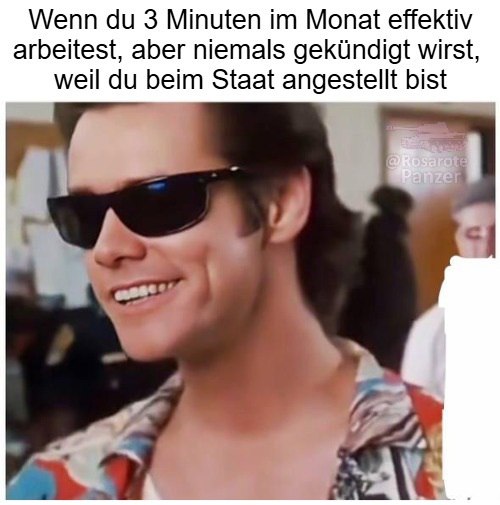 Wenn du 3 Minuten im Monat effektiv
arbeitest, aber niemals gekündigt wirst,
weil du beim Staat angestellt bist
@Rosarote
Panzer